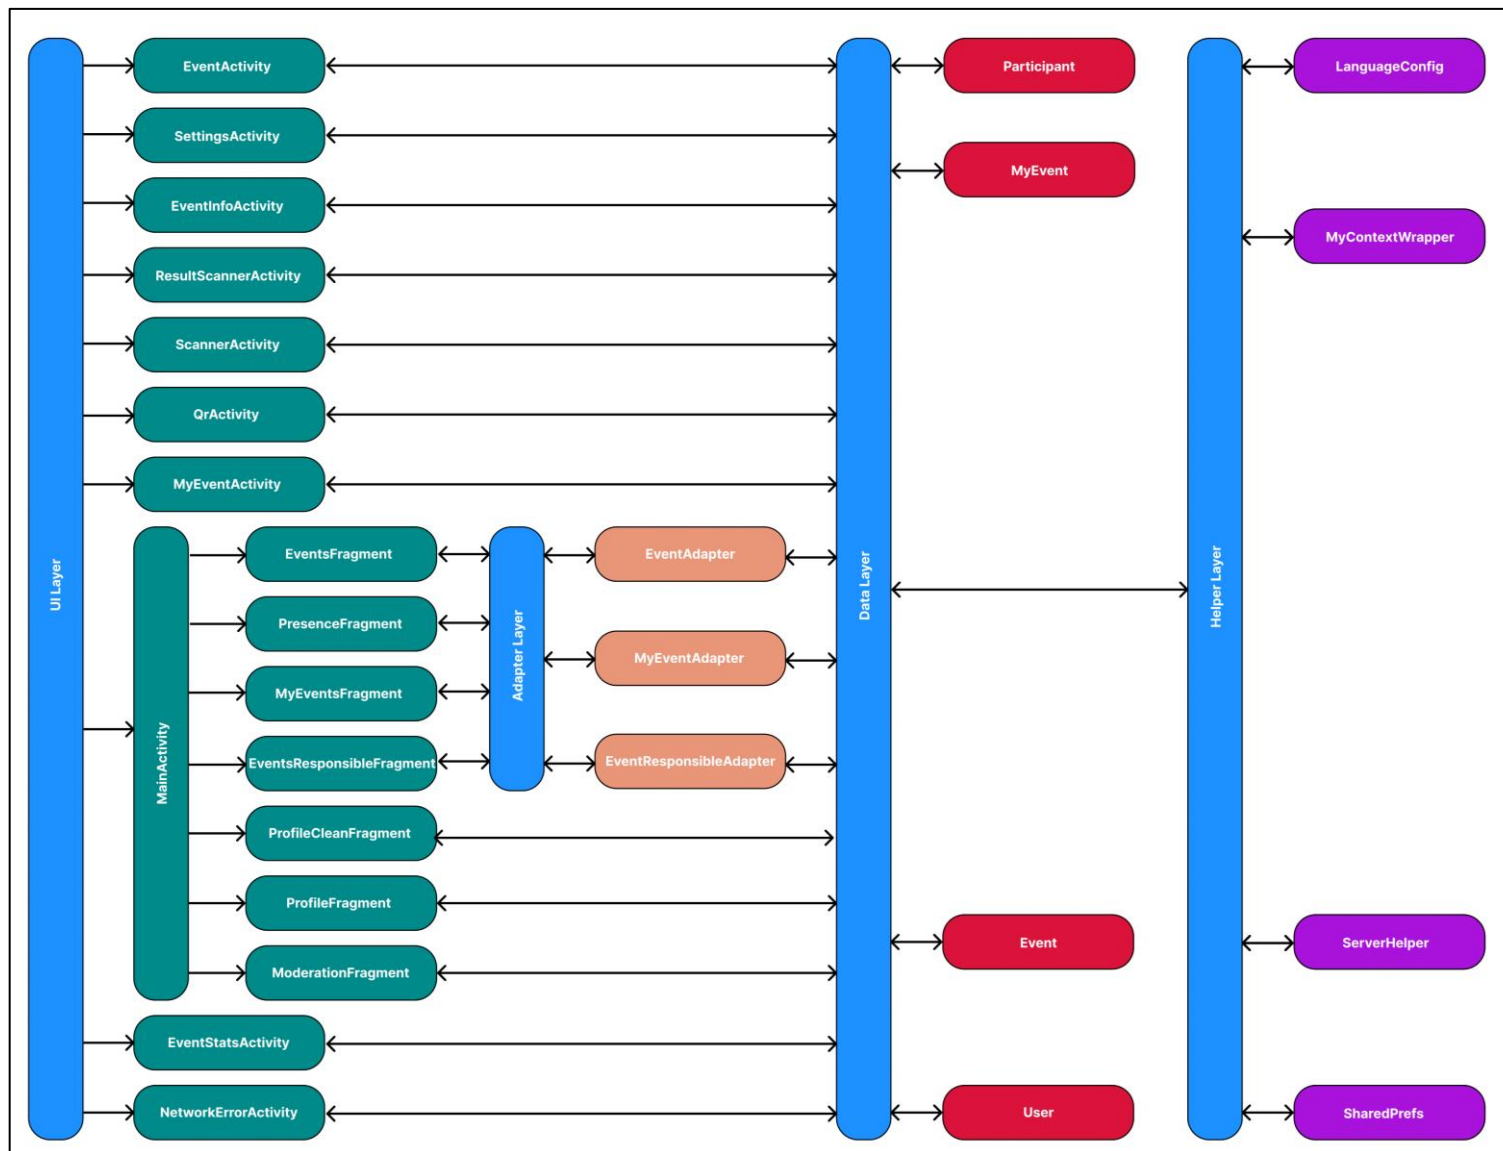 UI Layer
EventActivity
SettingsActivity
EventInfoActivity
ResultScannerActivity
ScannerActivity
QrActivity
MyEventActivity
MainActivity
EventsFragment
PresenceFragment
MyEventsFragment
EventsResponsibleFragment
ProfileCleanFragment
ProfileFragment
ModerationFragment
EventStatsActivity
NetworkErrorActivity
Adapter Layer
EventAdapter
MyEventAdapter
EventResponsibleAdapter
Data Layer
Participant
MyEvent
Event
User
Helper Layer
LanguageConfig
MyContextWrapper
ServerHelper
SharedPrefs